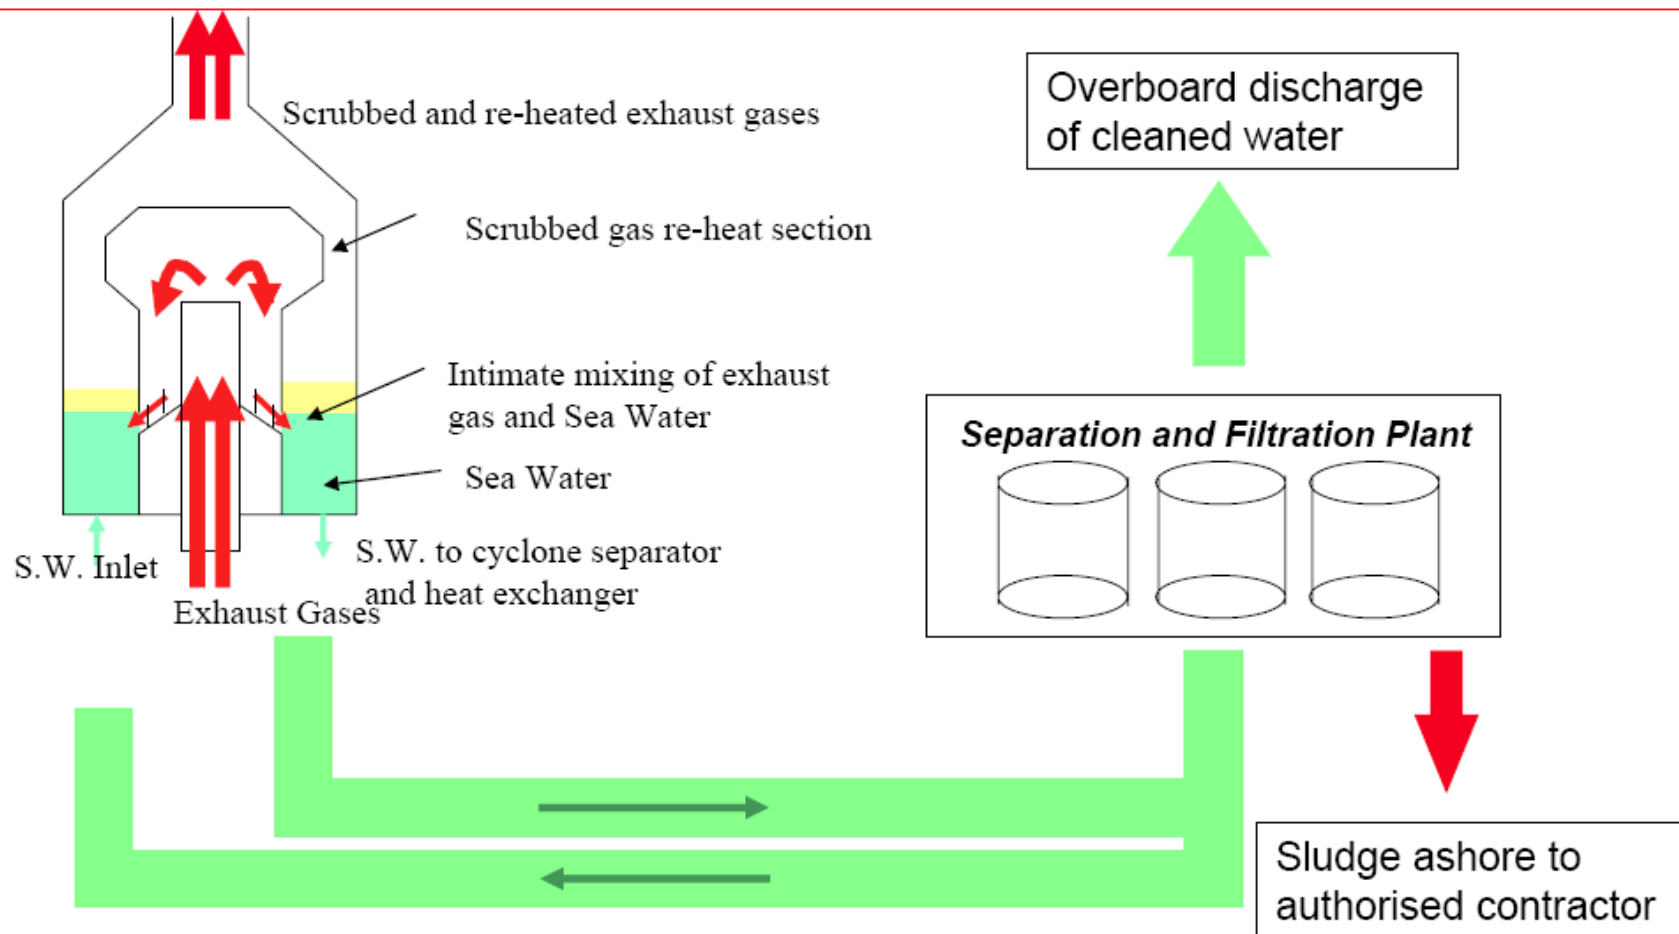 Scrubbed and re-heated exhaust gases
Scrubbed gas re-heat section
Intimate mixing of exhaust
gas and Sea Water
Sea Water
S.W. Inlet
S.W. to cyclone separator
and heat exchanger
Exhaust Gases
Overboard discharge
of cleaned water
Separation and Filtration Plant
Sludge ashore to
authorised contractor